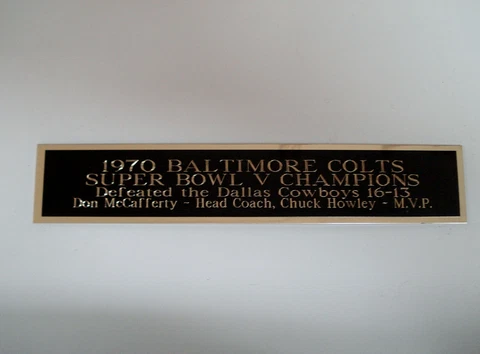 1970 BALTIMORE COLTS
SUPER BOWL V CHAMPIONS
Defeated the Dallas Cowboys 16-13
Don McCafferty - Head Coach, Chuck Howley - M.V.P.